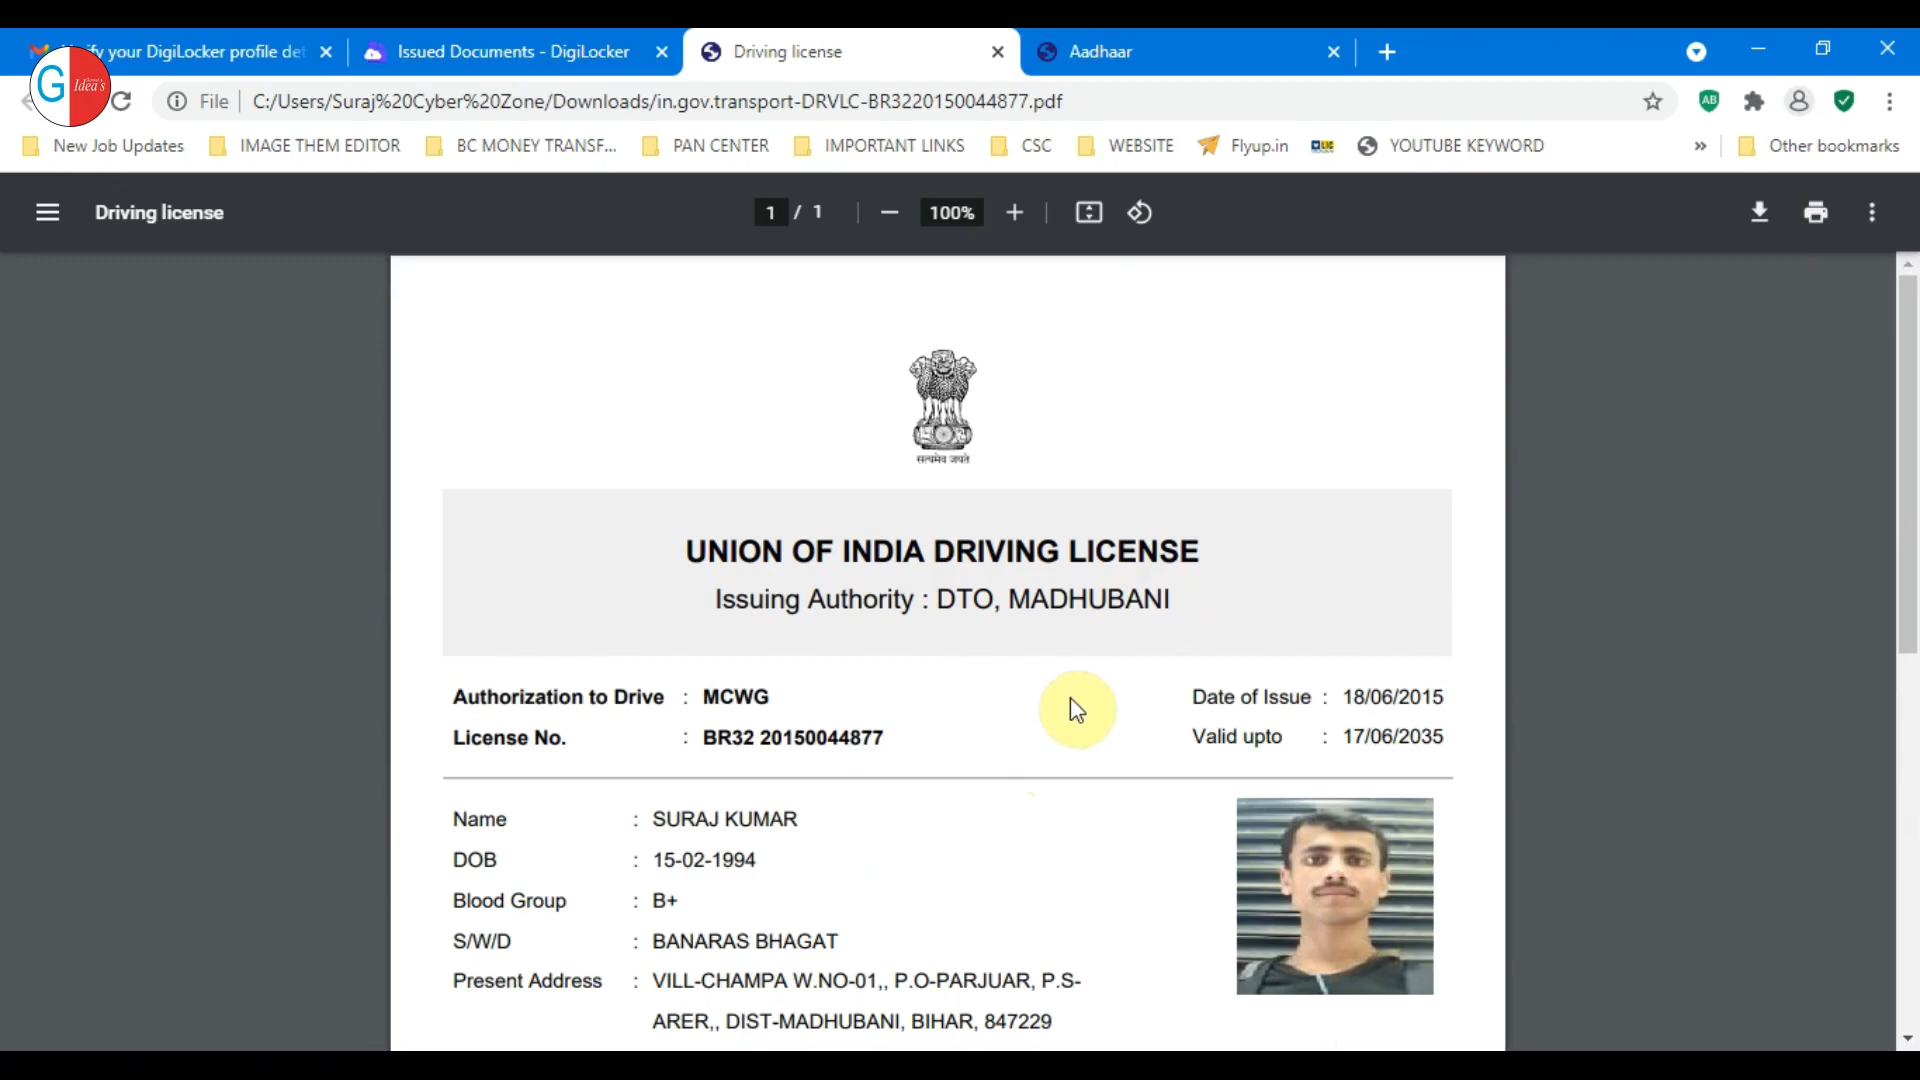 ify your DigiLocker profile det
Issued Documents - DigiLocker
Driving license
Aadhaar
G Idea's
File
C:/Users/Suraj%20Cyber%20Zone/Downloads/in.gov.transport-DRVLC-BR3220150044877.pdf
AB
New Job Updates
IMAGE THEM EDITOR
BC MONEY TRANSF...
PAN CENTER
IMPORTANT LINKS
CSC
WEBSITE
Flyup.in
YOUTUBE KEYWORD
»
Other bookmarks
Driving license
1 / 1
100%
सत्यमेव जयते
UNION OF INDIA DRIVING LICENSE
Issuing Authority : DTO, MADHUBANI
Authorization to Drive : MCWG
Date of Issue : 18/06/2015
License No. : BR32 20150044877
Valid upto : 17/06/2035
Name : SURAJ KUMAR
DOB : 15-02-1994
Blood Group : B+
S/W/D : BANARAS BHAGAT
Present Address : VILL-CHAMPA W.NO-01,, P.O-PARJUAR, P.S-
ARER,, DIST-MADHUBANI, BIHAR, 847229